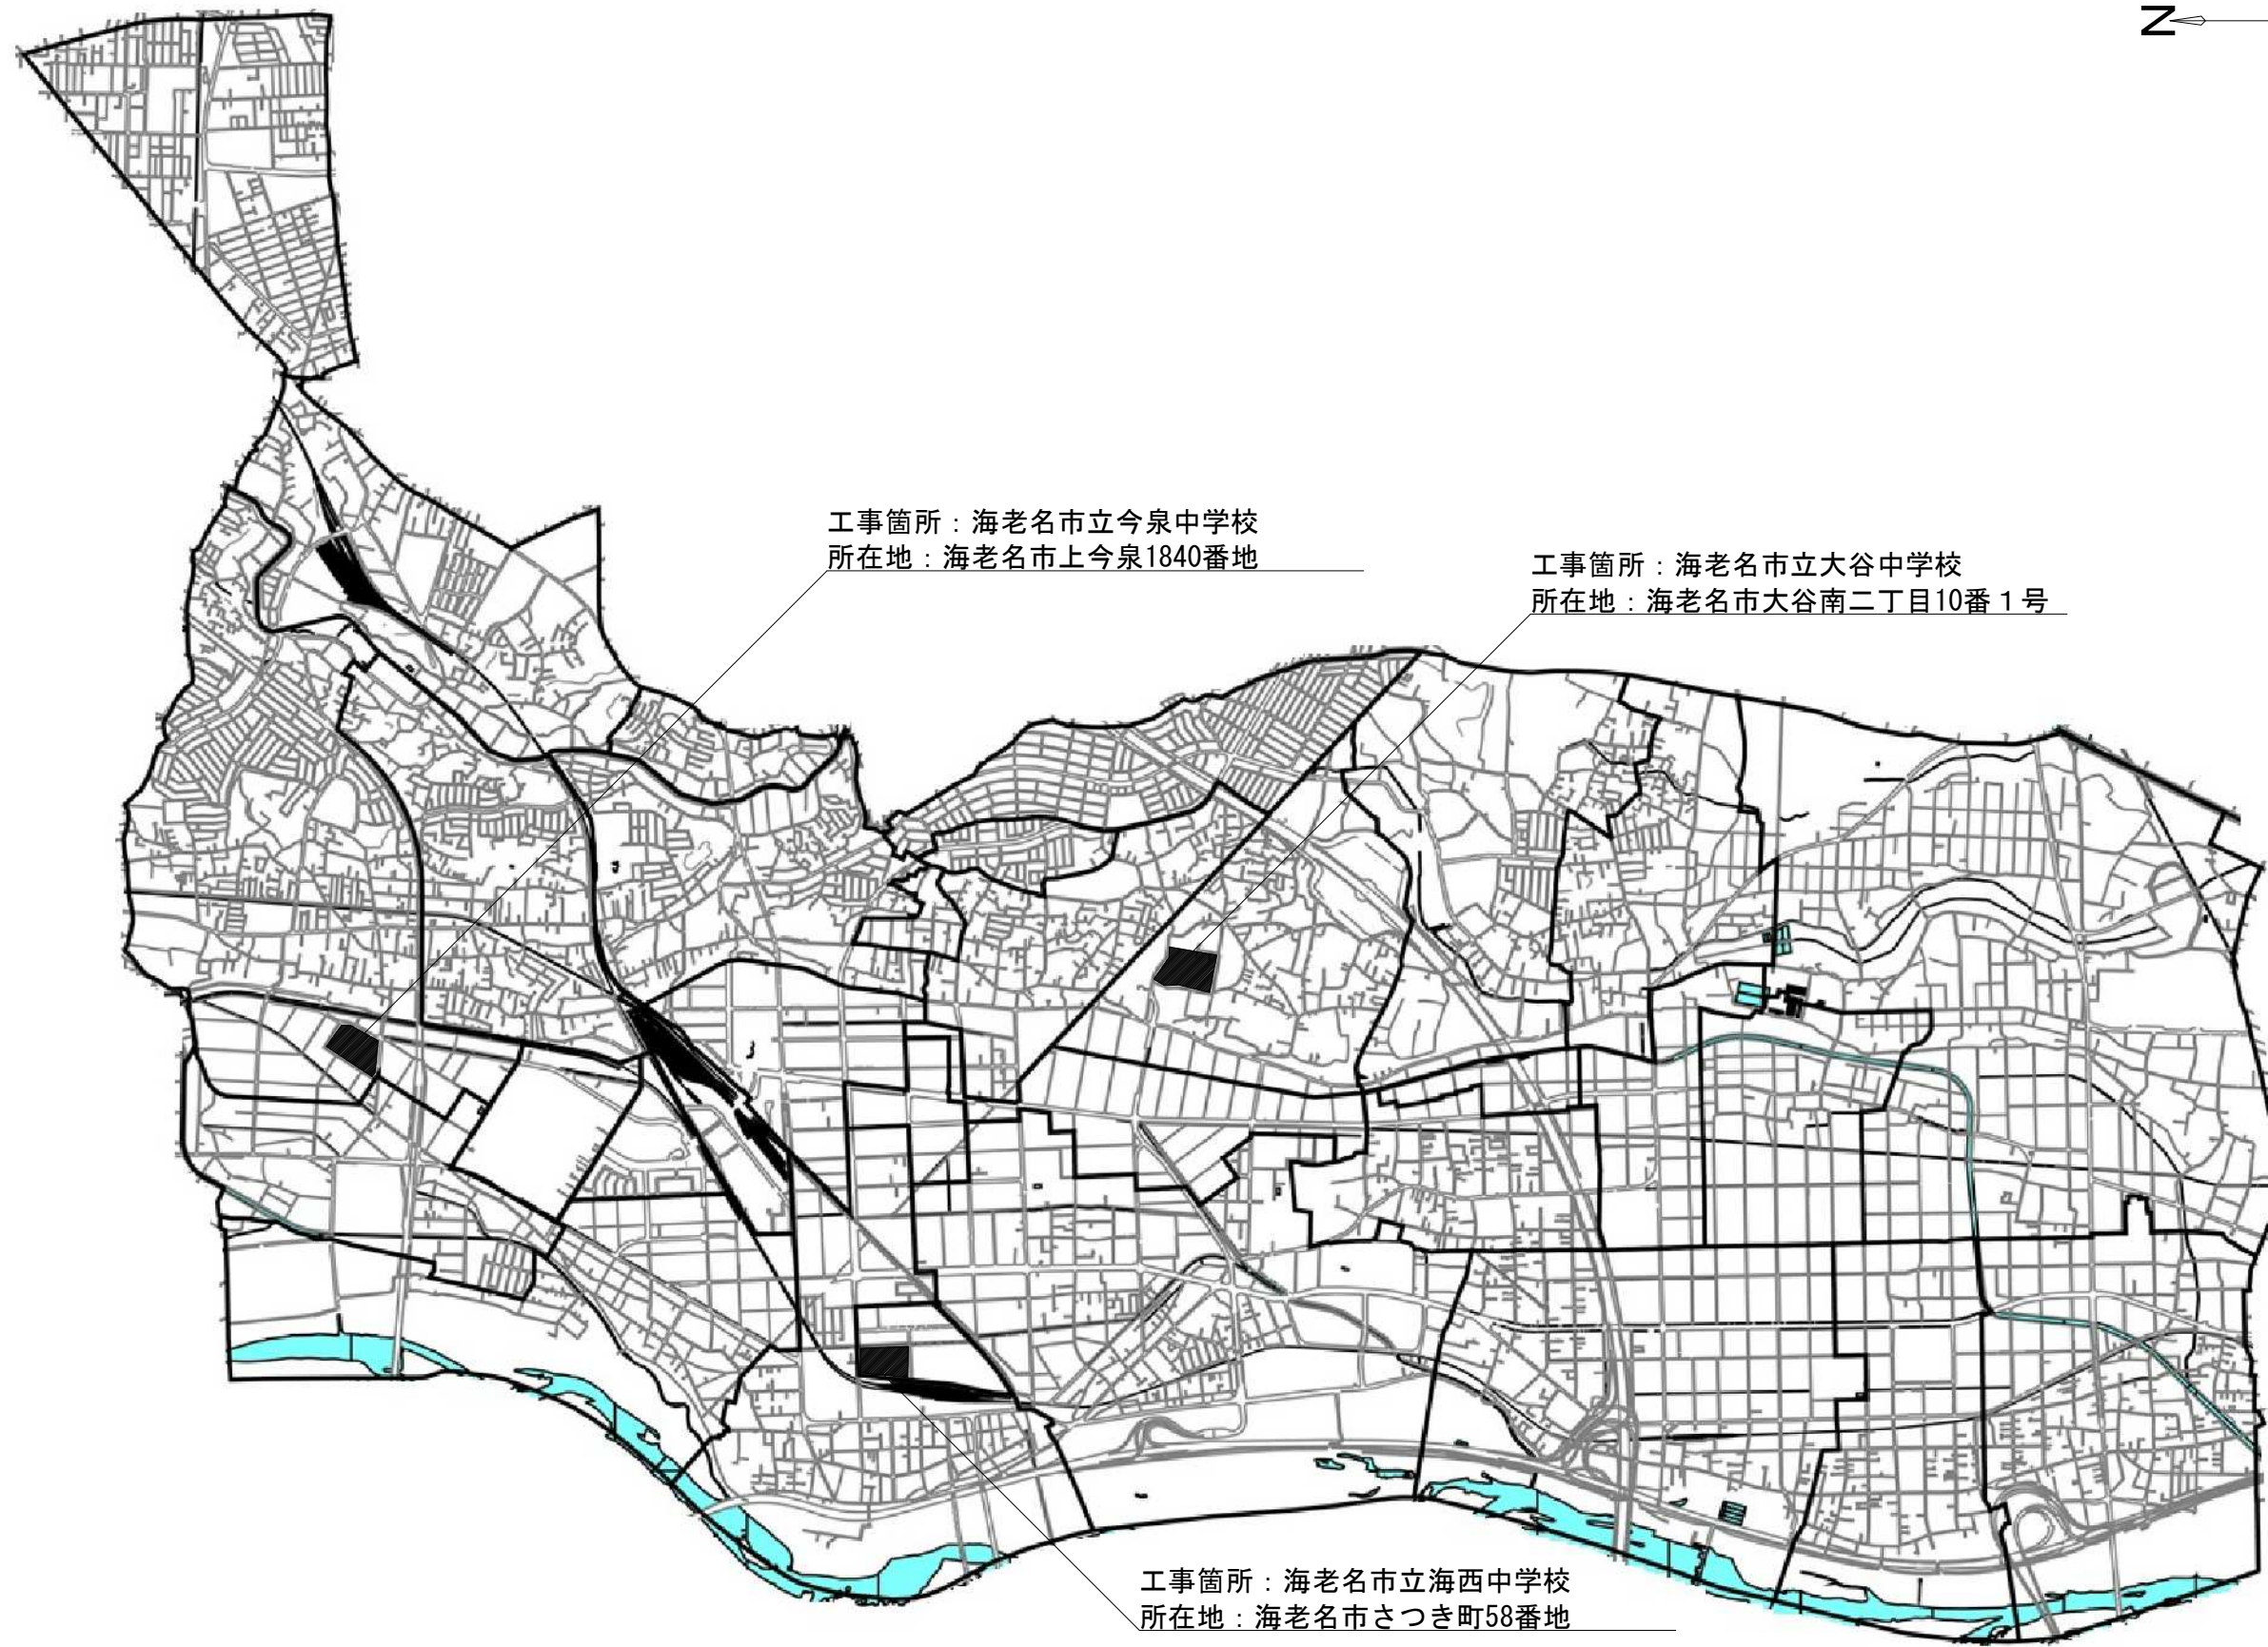 N
工事箇所：海老名市立今泉中学校
所在地：海老名市上今泉1840番地
工事箇所：海老名市立大谷中学校
所在地：海老名市大谷南二丁目10番１号
工事箇所：海老名市立海西中学校
所在地：海老名市さつき町58番地